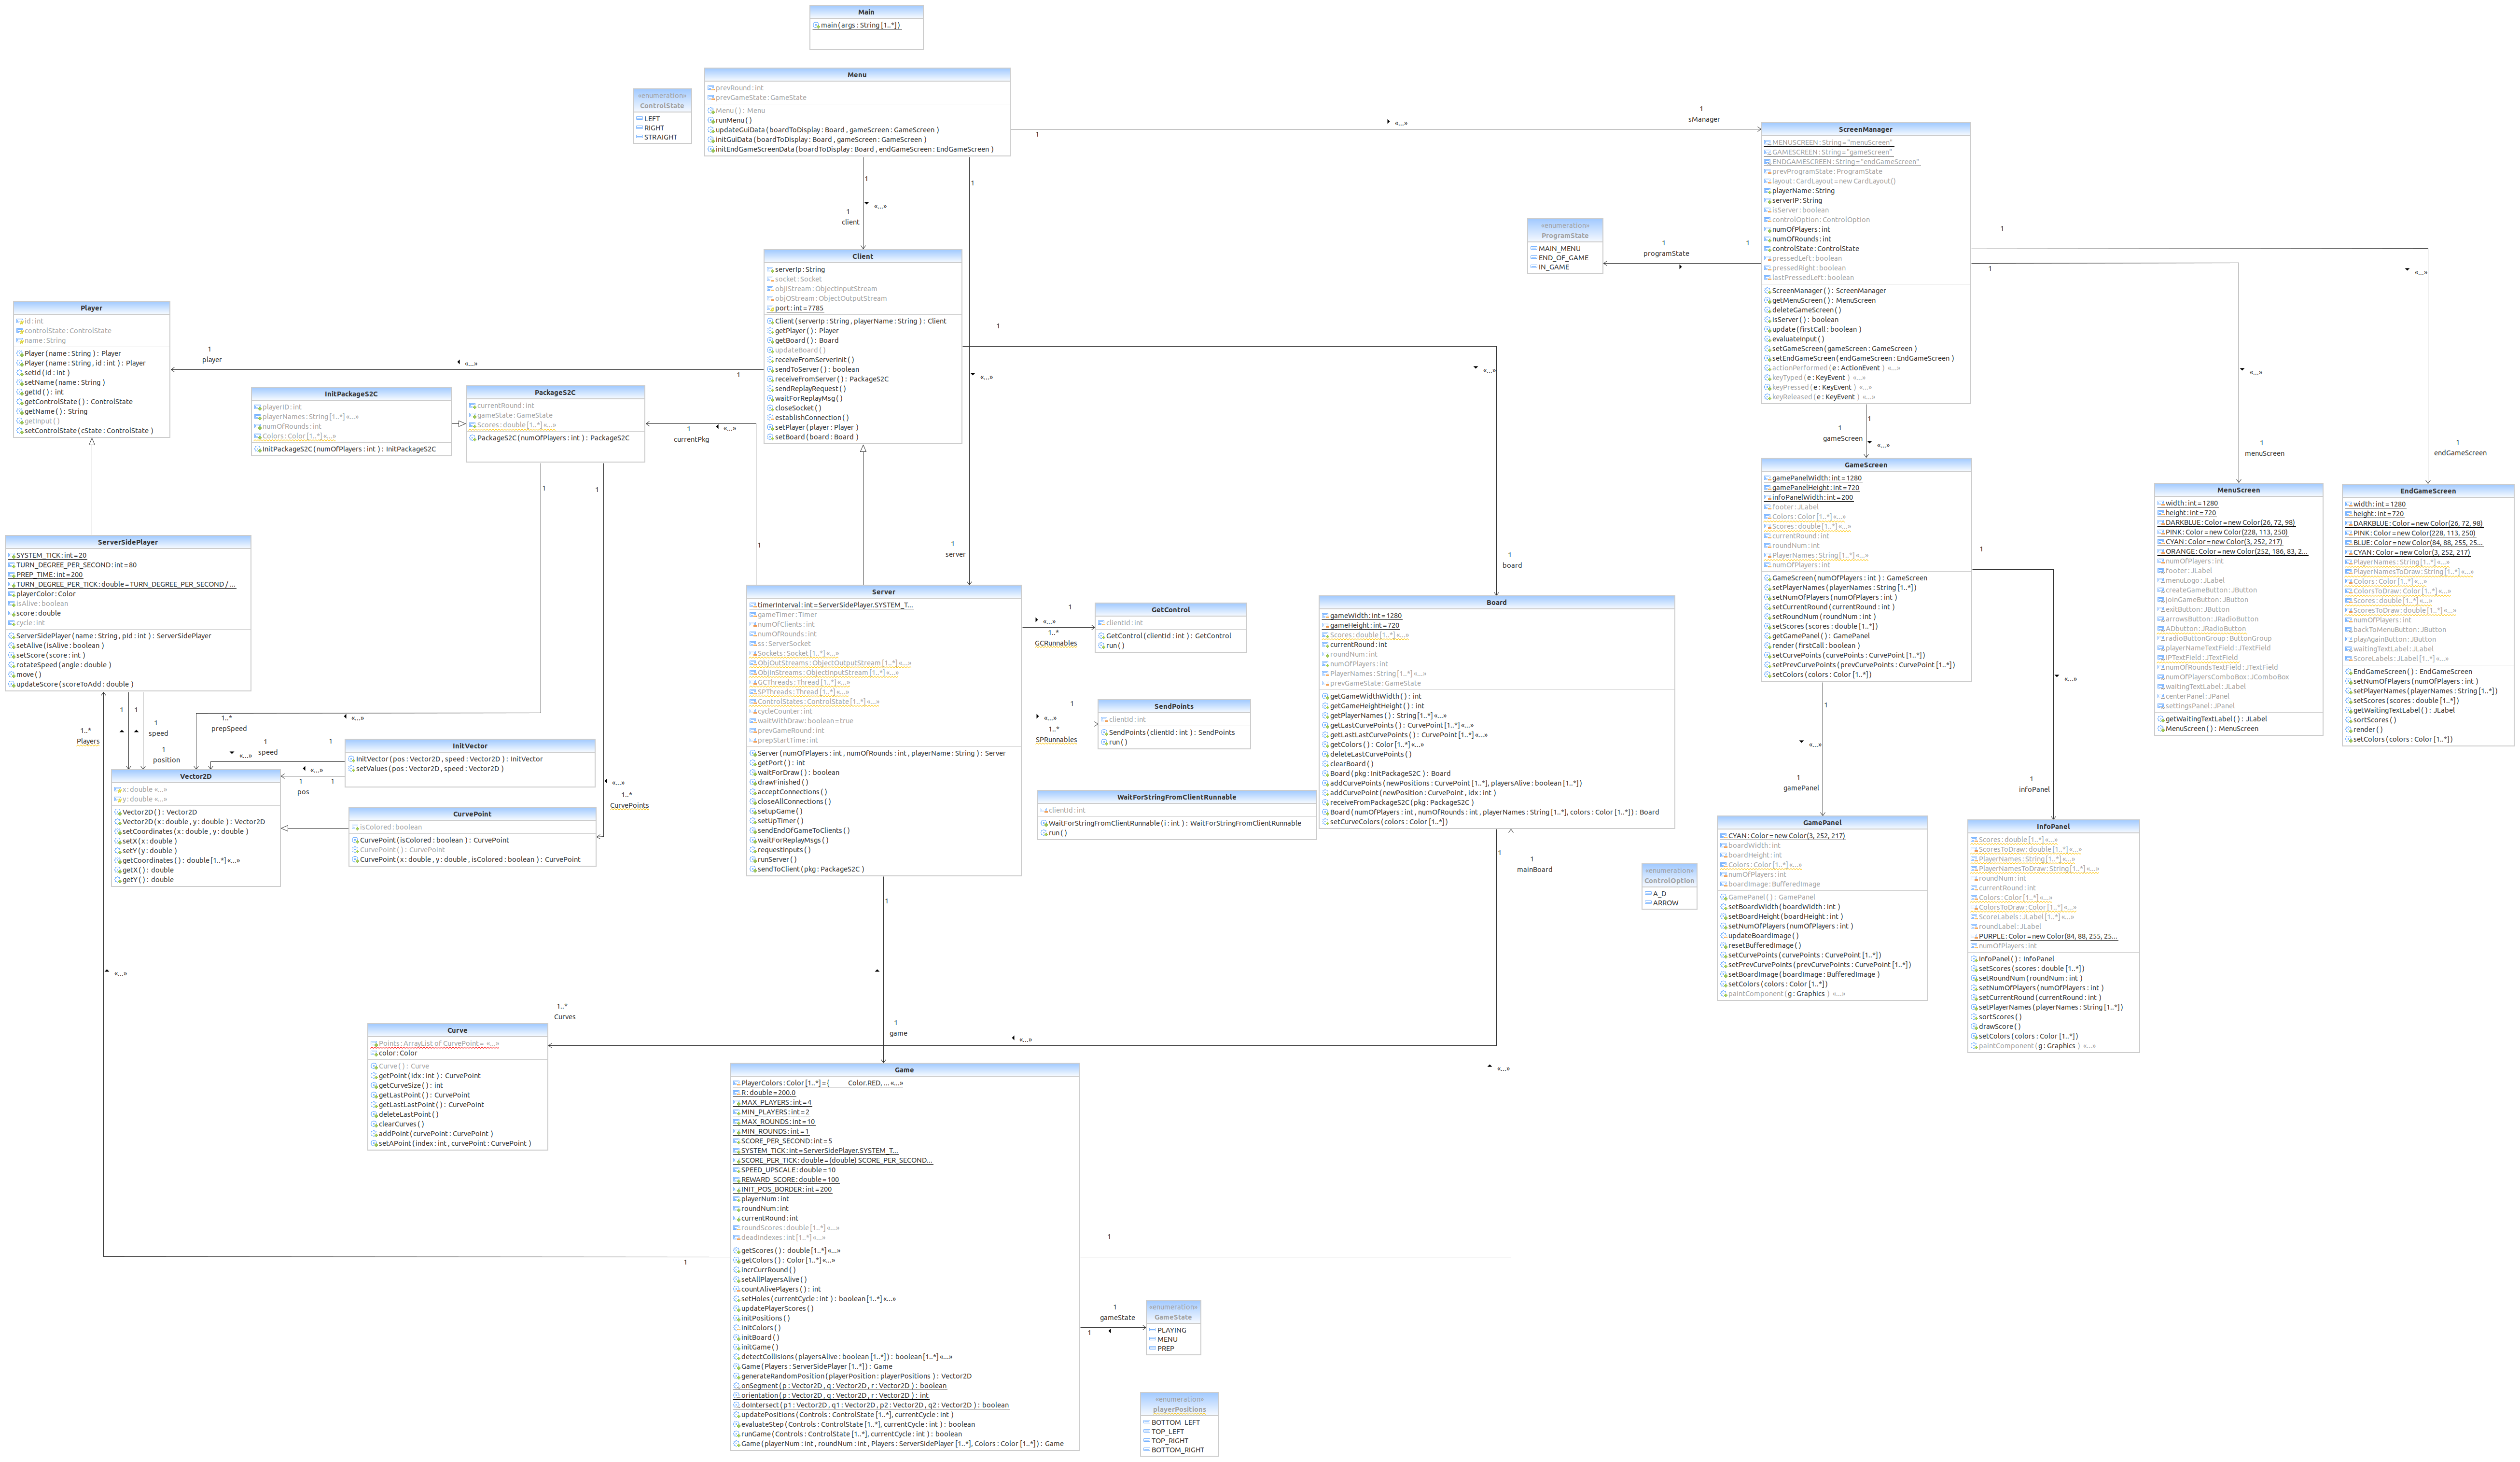 Main
main ( args : String [1..*] )
Menu
prevRound : int
prevGameState : GameState
Menu ( ) : Menu
runMenu ( )
updateGuiData ( boardToDisplay : Board , gameScreen : GameScreen )
initGuiData ( boardToDisplay : Board , gameScreen : GameScreen )
initEndGameScreenData ( boardToDisplay : Board , endGameScreen : EndGameScreen )
«enumeration»
ControlState
LEFT
RIGHT
STRAIGHT
1
«...»
1
sManager
ScreenManager
MENUSCREEN : String = "menuScreen"
GAMESCREEN : String = "gameScreen"
ENDGAMESCREEN : String = "endGameScreen"
prevProgramState : ProgramState
layout : CardLayout = new CardLayout()
playerName : String
serverIP : String
isServer : boolean
controlOption : ControlOption
numOfPlayers : int
numOfRounds : int
controlState : ControlState
pressedLeft : boolean
pressedRight : boolean
lastPressedLeft : boolean
ScreenManager ( ) : ScreenManager
getMenuScreen ( ) : MenuScreen
deleteGameScreen ( )
isServer ( ) : boolean
update ( firstCall : boolean )
evaluateInput ( )
setGameScreen ( gameScreen : GameScreen )
setEndGameScreen ( endGameScreen : EndGameScreen )
actionPerformed ( e : ActionEvent ) «...»
keyTyped ( e : KeyEvent ) «...»
keyPressed ( e : KeyEvent ) «...»
keyReleased ( e : KeyEvent ) «...»
«enumeration»
ProgramState
MAIN_MENU
END_OF_GAME
IN_GAME
1
programState
1
1
«...»
1
client
1
«...»
1
server
Client
serverIp : String
socket : Socket
objIStream : ObjectInputStream
objOStream : ObjectOutputStream
port : int = 7785
Client ( serverIp : String , playerName : String ) : Client
getPlayer ( ) : Player
getBoard ( ) : Board
updateBoard ( )
receiveFromServerInit ( )
sendToServer ( ) : boolean
receiveFromServer ( ) : PackageS2C
sendReplayRequest ( )
waitForReplayMsg ( )
closeSocket ( )
establishConnection ( )
setPlayer ( player : Player )
setBoard ( board : Board )
1
«...»
1
board
Player
id : int
controlState : ControlState
name : String
Player ( name : String ) : Player
Player ( name : String , id : int ) : Player
setId ( id : int )
setName ( name : String )
getId ( ) : int
getControlState ( ) : ControlState
getName ( ) : String
getInput ( )
setControlState ( cState : ControlState )
1
player
«...»
1
InitPackageS2C
playerID : int
playerNames : String [1..*] «...»
numOfRounds : int
Colors : Color [1..*] «...»
InitPackageS2C ( numOfPlayers : int ) : InitPackageS2C
PackageS2C
currentRound : int
gameState : GameState
Scores : double [1..*] «...»
PackageS2C ( numOfPlayers : int ) : PackageS2C
1
currentPkg
«...»
1
1
1
1
«...»
menuScreen
1
1
«...»
1
endGameScreen
1
1
gameScreen
«...»
GameScreen
gamePanelWidth : int = 1280
gamePanelHeight : int = 720
infoPanelWidth : int = 200
footer : JLabel
Colors : Color [1..*] «...»
Scores : double [1..*] «...»
currentRound : int
roundNum : int
PlayerNames : String [1..*] «...»
numOfPlayers : int
GameScreen ( numOfPlayers : int ) : GameScreen
setPlayerNames ( playerNames : String [1..*] )
setNumOfPlayers ( numOfPlayers : int )
setCurrentRound ( currentRound : int )
setRoundNum ( roundNum : int )
setScores ( scores : double [1..*] )
getGamePanel ( ) : GamePanel
render ( firstCall : boolean )
setCurvePoints ( curvePoints : CurvePoint [1..*] )
setPrevCurvePoints ( prevCurvePoints : CurvePoint [1..*] )
setColors ( colors : Color [1..*] )
MenuScreen
width : int = 1280
height : int = 720
DARKBLUE : Color = new Color(26, 72, 98)
PINK : Color = new Color(228, 113, 250)
CYAN : Color = new Color(3, 252, 217)
ORANGE : Color = new Color(252, 186, 83, 2...
numOfPlayers : int
footer : JLabel
menuLogo : JLabel
createGameButton : JButton
joinGameButton : JButton
exitButton : JButton
arrowsButton : JRadioButton
ADbutton : JRadioButton
radioButtonGroup : ButtonGroup
playerNameTextField : JTextField
IPTextField : JTextField
numOfRoundsTextField : JTextField
numOfPlayersComboBox : JComboBox
waitingTextLabel : JLabel
centerPanel : JPanel
settingsPanel : JPanel
getWaitingTextLabel ( ) : JLabel
MenuScreen ( ) : MenuScreen
EndGameScreen
width : int = 1280
height : int = 720
DARKBLUE : Color = new Color(26, 72, 98)
PINK : Color = new Color(228, 113, 250)
BLUE : Color = new Color(84, 88, 255, 25...
CYAN : Color = new Color(3, 252, 217)
PlayerNames : String [1..*] «...»
PlayerNamesToDraw : String [1..*] «...»
Colors : Color [1..*] «...»
ColorsToDraw : Color [1..*] «...»
Scores : double [1..*] «...»
ScoresToDraw : double [1..*] «...»
numOfPlayers : int
backToMenuButton : JButton
playAgainButton : JButton
waitingTextLabel : JLabel
ScoreLabels : JLabel [1..*] «...»
EndGameScreen ( ) : EndGameScreen
setNumOfPlayers ( numOfPlayers : int )
setPlayerNames ( playerNames : String [1..*] )
setScores ( scores : double [1..*] )
getWaitingTextLabel ( ) : JLabel
sortScores ( )
render ( )
setColors ( colors : Color [1..*] )
ServerSidePlayer
SYSTEM_TICK : int = 20
TURN_DEGREE_PER_SECOND : int = 80
PREP_TIME : int = 200
TURN_DEGREE_PER_TICK : double = TURN_DEGREE_PER_SECOND / ...
playerColor : Color
isAlive : boolean
score : double
cycle : int
ServerSidePlayer ( name : String , pId : int ) : ServerSidePlayer
setAlive ( isAlive : boolean )
setScore ( score : int )
rotateSpeed ( angle : double )
move ( )
updateScore ( scoreToAdd : double )
Server
timerInterval : int = ServerSidePlayer.SYSTEM_T...
gameTimer : Timer
numOfClients : int
numOfRounds : int
ss : ServerSocket
Sockets : Socket [1..*] «...»
ObjOutStreams : ObjectOutputStream [1..*] «...»
ObjInStreams : ObjectInputStream [1..*] «...»
GCThreads : Thread [1..*] «...»
SPThreads : Thread [1..*] «...»
ControlStates : ControlState [1..*] «...»
cycleCounter : int
waitWithDraw : boolean = true
prevGameRound : int
prepStartTime : int
Server ( numOfPlayers : int , numOfRounds : int , playerName : String ) : Server
getPort ( ) : int
waitForDraw ( ) : boolean
drawFinished ( )
acceptConnections ( )
closeAllConnections ( )
setupGame ( )
setUpTimer ( )
sendEndOfGameToClients ( )
waitForReplayMsgs ( )
requestInputs ( )
runServer ( )
sendToClient ( pkg : PackageS2C )
1
«...»
1..*
GCRunnables
GetControl
clientId : int
GetControl ( clientId : int ) : GetControl
run ( )
1
«...»
1..*
SPRunnables
SendPoints
clientId : int
SendPoints ( clientId : int ) : SendPoints
run ( )
WaitForStringFromClientRunnable
clientId : int
WaitForStringFromClientRunnable ( i : int ) : WaitForStringFromClientRunnable
run ( )
Board
gameWidth : int = 1280
gameHeight : int = 720
Scores : double [1..*] «...»
currentRound : int
roundNum : int
numOfPlayers : int
PlayerNames : String [1..*] «...»
prevGameState : GameState
getGameWidthWidth ( ) : int
getGameHeightHeight ( ) : int
getPlayerNames ( ) : String [1..*] «...»
getLastCurvePoints ( ) : CurvePoint [1..*] «...»
getLastLastCurvePoints ( ) : CurvePoint [1..*] «...»
getColors ( ) : Color [1..*] «...»
deleteLastCurvePoints ( )
clearBoard ( )
Board ( pkg : InitPackageS2C ) : Board
addCurvePoints ( newPositions : CurvePoint [1..*], playersAlive : boolean [1..*] )
addCurvePoint ( newPosition : CurvePoint , idx : int )
receiveFromPackageS2C ( pkg : PackageS2C )
Board ( numOfPlayers : int , numOfRounds : int , playerNames : String [1..*], colors : Color [1..*] ) : Board
setCurveColors ( colors : Color [1..*] )
1
1
1
speed
1
position
1..*
prepSpeed
«...»
1
speed
1
«...»
«...»
1
pos
1
1..*
Players
InitVector
InitVector ( pos : Vector2D , speed : Vector2D ) : InitVector
setValues ( pos : Vector2D , speed : Vector2D )
Vector2D
x : double «...»
y : double «...»
Vector2D ( ) : Vector2D
Vector2D ( x : double , y : double ) : Vector2D
setCoordinates ( x : double , y : double )
setX ( x : double )
setY ( y : double )
getCoordinates ( ) : double [1..*] «...»
getX ( ) : double
getY ( ) : double
CurvePoint
isColored : boolean
CurvePoint ( isColored : boolean ) : CurvePoint
CurvePoint ( ) : CurvePoint
CurvePoint ( x : double , y : double , isColored : boolean ) : CurvePoint
«...»
1..*
CurvePoints
1
«...»
1
gamePanel
1
«...»
1
infoPanel
GamePanel
CYAN : Color = new Color(3, 252, 217)
boardWidth : int
boardHeight : int
Colors : Color [1..*] «...»
numOfPlayers : int
boardImage : BufferedImage
GamePanel ( ) : GamePanel
setBoardWidth ( boardWidth : int )
setBoardHeight ( boardHeight : int )
setNumOfPlayers ( numOfPlayers : int )
updateBoardImage ( )
resetBufferedImage ( )
setCurvePoints ( curvePoints : CurvePoint [1..*] )
setPrevCurvePoints ( prevCurvePoints : CurvePoint [1..*] )
setBoardImage ( boardImage : BufferedImage )
setColors ( colors : Color [1..*] )
paintComponent ( g : Graphics ) «...»
InfoPanel
Scores : double [1..*] «...»
ScoresToDraw : double [1..*] «...»
PlayerNames : String [1..*] «...»
PlayerNamesToDraw : String [1..*] «...»
roundNum : int
currentRound : int
Colors : Color [1..*] «...»
ColorsToDraw : Color [1..*] «...»
ScoreLabels : JLabel [1..*] «...»
roundLabel : JLabel
PURPLE : Color = new Color(84, 88, 255, 25...
numOfPlayers : int
InfoPanel ( ) : InfoPanel
setScores ( scores : double [1..*] )
setRoundNum ( roundNum : int )
setNumOfPlayers ( numOfPlayers : int )
setCurrentRound ( currentRound : int )
setPlayerNames ( playerNames : String [1..*] )
sortScores ( )
drawScore ( )
setColors ( colors : Color [1..*] )
paintComponent ( g : Graphics ) «...»
«enumeration»
ControlOption
A_D
ARROW
1
1
mainBoard
1
«...»
1..*
Curves
1
game
«...»
«...»
Curve
Points : ArrayList of CurvePoint = «...»
color : Color
Curve ( ) : Curve
getPoint ( idx : int ) : CurvePoint
getCurveSize ( ) : int
getLastPoint ( ) : CurvePoint
getLastLastPoint ( ) : CurvePoint
deleteLastPoint ( )
clearCurves ( )
addPoint ( curvePoint : CurvePoint )
setAPoint ( index : int , curvePoint : CurvePoint )
Game
PlayerColors : Color [1..*] = { Color.RED, ... «...»
R : double = 200.0
MAX_PLAYERS : int = 4
MIN_PLAYERS : int = 2
MAX_ROUNDS : int = 10
MIN_ROUNDS : int = 1
SCORE_PER_SECOND : int = 5
SYSTEM_TICK : int = ServerSidePlayer.SYSTEM_T...
SCORE_PER_TICK : double = (double) SCORE_PER_SECOND...
SPEED_UPSCALE : double = 10
REWARD_SCORE : double = 100
INIT_POS_BORDER : int = 200
playerNum : int
roundNum : int
currentRound : int
roundScores : double [1..*] «...»
deadIndexes : int [1..*] «...»
getScores ( ) : double [1..*] «...»
getColors ( ) : Color [1..*] «...»
incrCurrRound ( )
setAllPlayersAlive ( )
countAlivePlayers ( ) : int
setHoles ( currentCycle : int ) : boolean [1..*] «...»
updatePlayerScores ( )
initPositions ( )
initColors ( )
initBoard ( )
initGame ( )
detectCollisions ( playersAlive : boolean [1..*] ) : boolean [1..*] «...»
Game ( Players : ServerSidePlayer [1..*] ) : Game
generateRandomPosition ( playerPosition : playerPositions ) : Vector2D
onSegment ( p : Vector2D , q : Vector2D , r : Vector2D ) : boolean
orientation ( p : Vector2D , q : Vector2D , r : Vector2D ) : int
doIntersect ( p1 : Vector2D , q1 : Vector2D , p2 : Vector2D , q2 : Vector2D ) : boolean
updatePositions ( Controls : ControlState [1..*], currentCycle : int )
evaluateStep ( Controls : ControlState [1..*], currentCycle : int ) : boolean
runGame ( Controls : ControlState [1..*], currentCycle : int ) : boolean
Game ( playerNum : int , roundNum : int , Players : ServerSidePlayer [1..*], Colors : Color [1..*] ) : Game
1
1
1
gameState
1
«enumeration»
GameState
PLAYING
MENU
PREP
«enumeration»
playerPositions
BOTTOM_LEFT
TOP_LEFT
TOP_RIGHT
BOTTOM_RIGHT